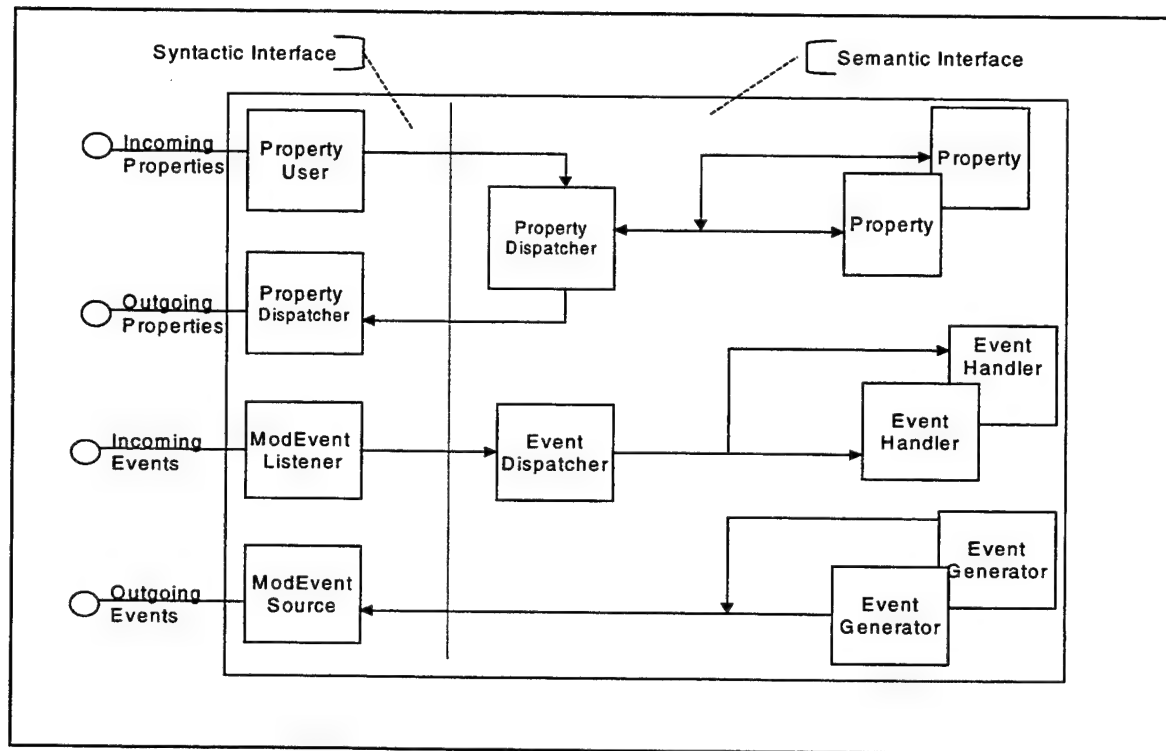 Syntactic Interface
Semantic Interface
Incoming
Properties
Property
User
Property
Property
Property
Dispatcher
Outgoing
Properties
Property
Dispatcher
Event
Handler
Event
Handler
Incoming
Events
ModEvent
Listener
Event
Dispatcher
Event
Generator
Event
Generator
Outgoing
Events
ModEvent
Source